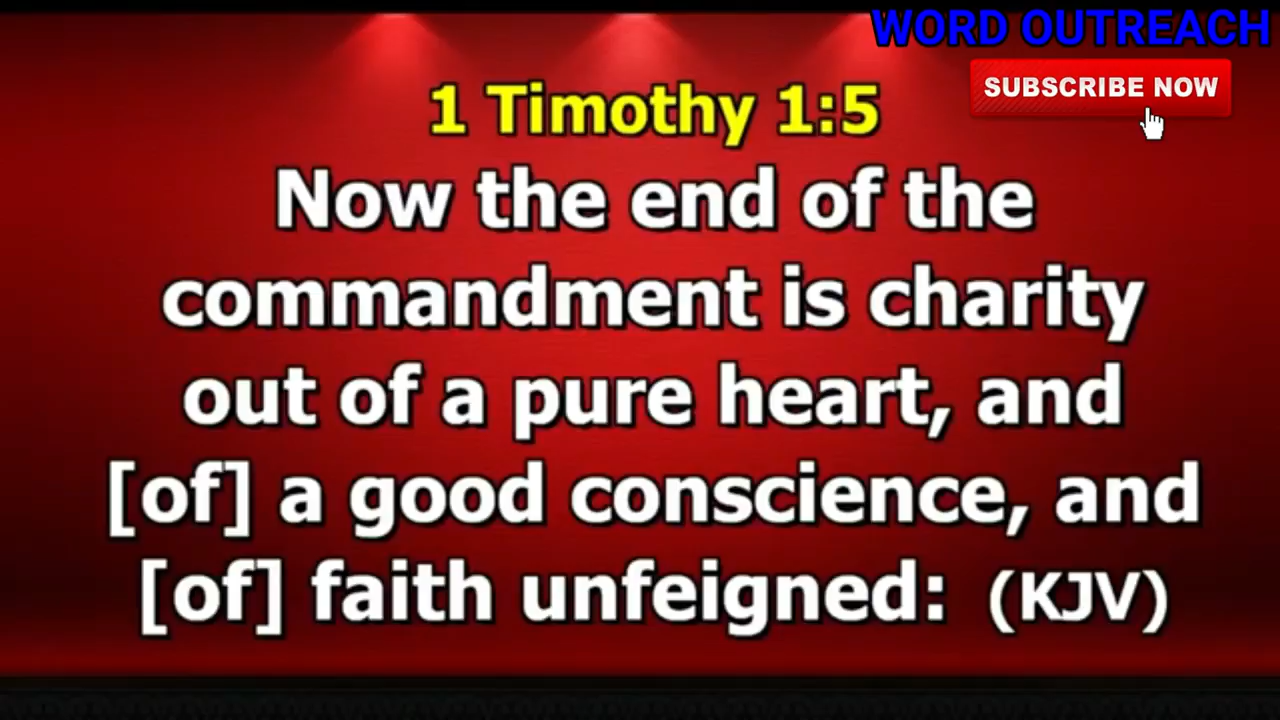 WORD OUTREACH
SUBSCRIBE NOW
1 Timothy 1:5
Now the end of the
commandment is charity
out of a pure heart, and
[of] a good conscience, and
[of] faith unfeigned: (KJV)